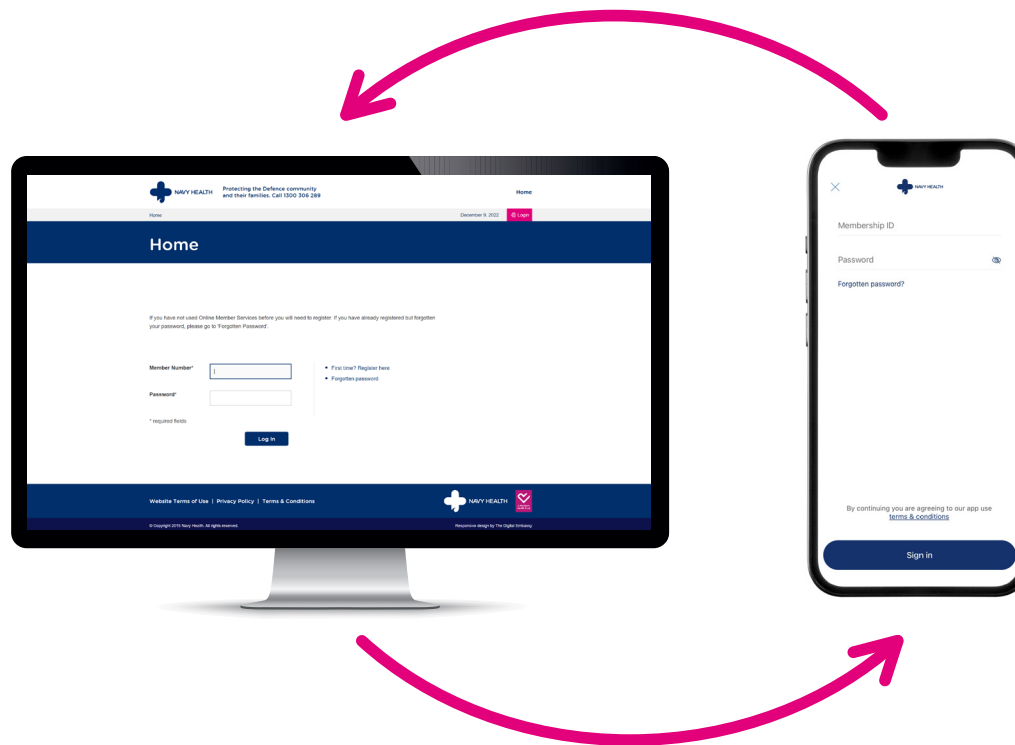 NAVY HEALTH
Protecting the Defence community
and their families. Call 1300 306 289
Home
Home
December 9, 2022
Login
Home
If you have not used Online Member Services before you will need to register. If you have already registered but forgotten
your password, please go to 'Forgotten Password'.
Member Number*
First time? Register here
Forgotten password
Password*
* required fields
Log in
Website Terms of Use | Privacy Policy | Terms & Conditions
NAVY HEALTH
© Copyright 2015 Navy Health. All rights reserved.
Responsive design by The Digital Embassy
NAVY HEALTH
Membership ID
Password
Forgotten password?
By continuing you are agreeing to our app use
terms & conditions
Sign in